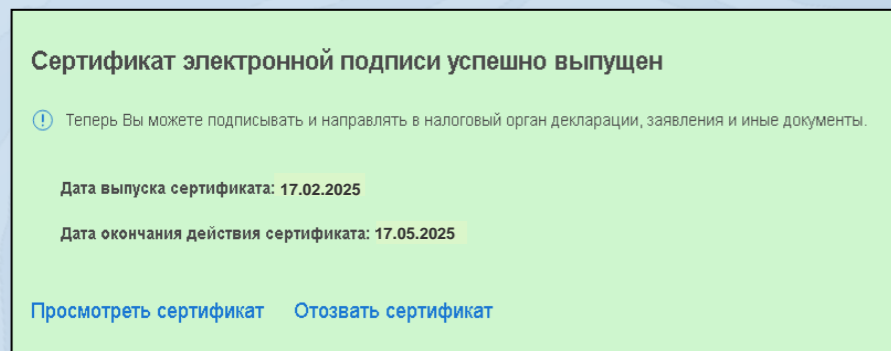 Сертификат электронной подписи успешно выпущен
Теперь Вы можете подписывать и направлять в налоговый орган декларации, заявления и иные документы.
Дата выпуска сертификата: 17.02.2025
Дата окончания действия сертификата: 17.05.2025
Просмотреть сертификат Отозвать сертификат